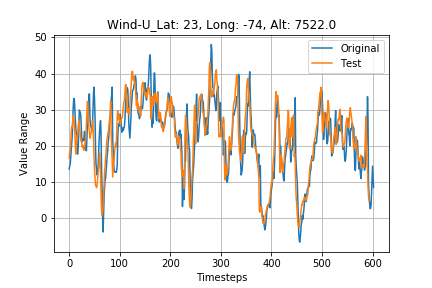 Wind-U_Lat: 23, Long: -74, Alt: 7522.0
Original
Test
Value Range
50
40
30
20
10
0
0 100 200 300 400 500 600
Timesteps